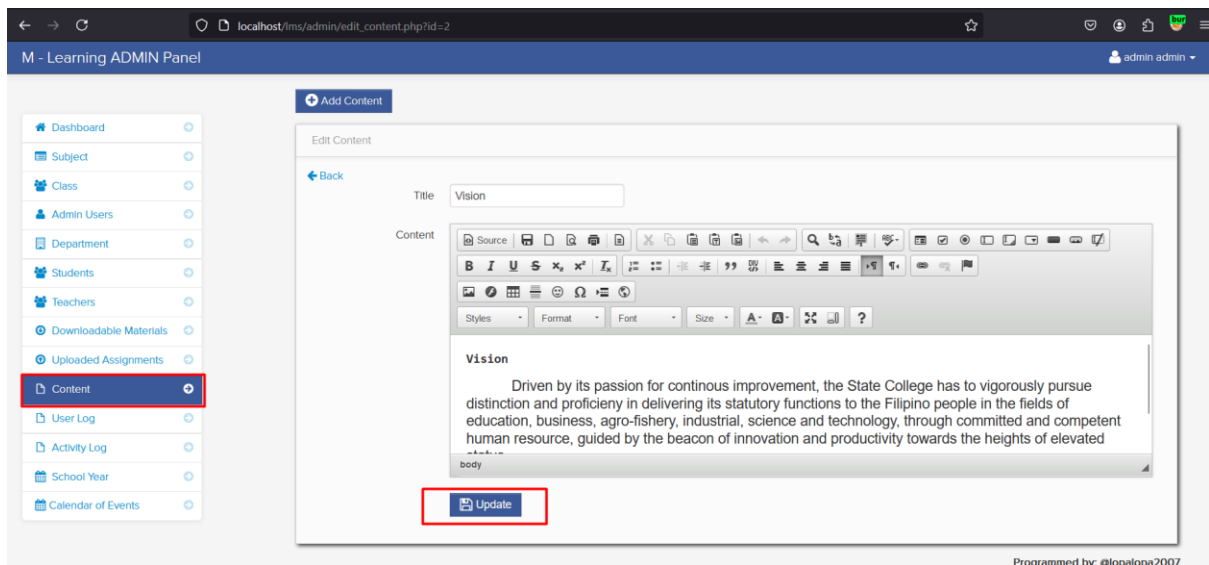 localhost/lms/admin/edit_content.php?id=2
bur
M - Learning ADMIN Panel
admin admin
Add Content
Dashboard
Subject
Class
Admin Users
Department
Students
Teachers
Downloadable Materials
Uploaded Assignments
Content
User Log
Activity Log
School Year
Calendar of Events
Edit Content
Back
Title Vision
Content
Source
B I U S x₂ x² Iₓ
Styles Format Font Size A A ?
Vision
Driven by its passion for continous improvement, the State College has to vigorously pursue
distinction and proficieny in delivering its statutory functions to the Filipino people in the fields of
education, business, agro-fishery, industrial, science and technology, through committed and competent
human resource, guided by the beacon of innovation and productivity towards the heights of elevated
body
Update
Programmed by: @lopalopa2007